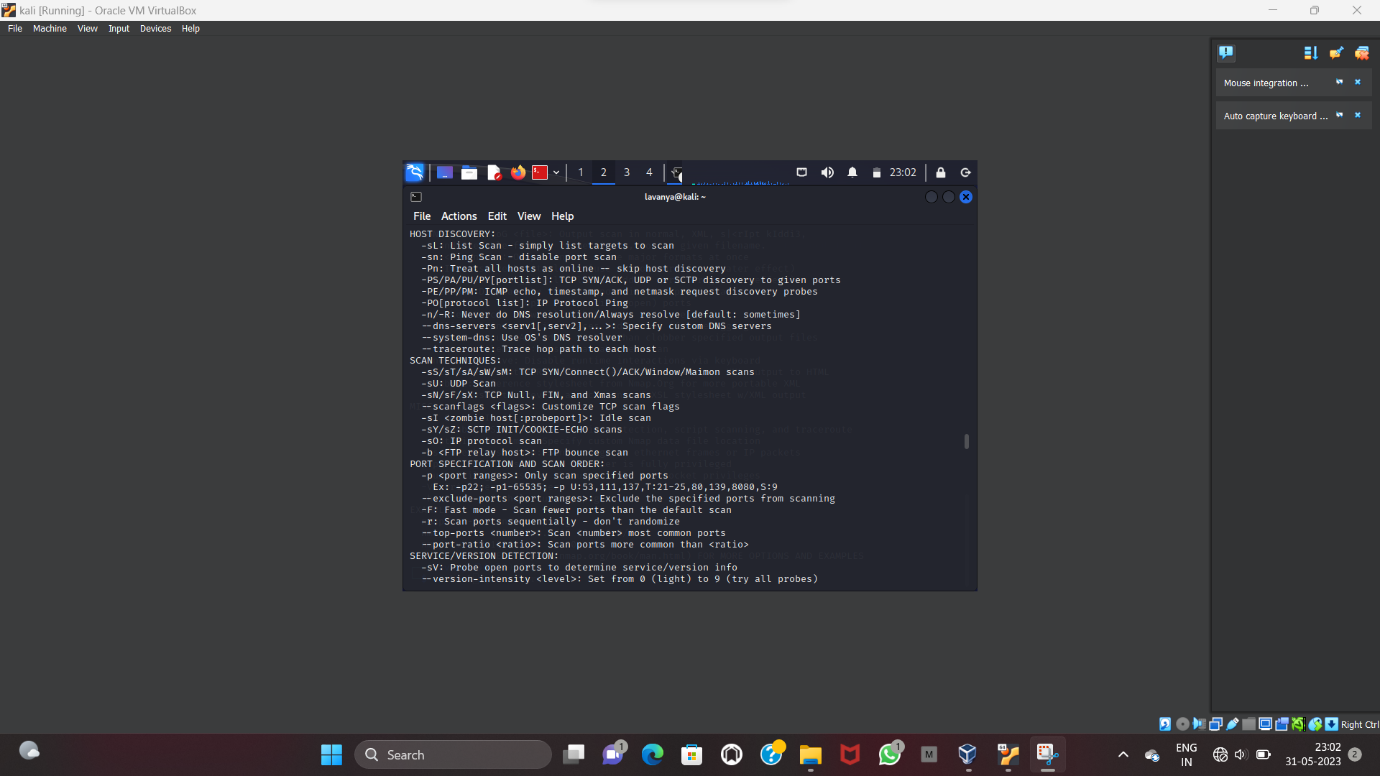 kali [Running] - Oracle VM VirtualBox
File Machine View Input Devices Help
Mouse integration ...
Auto capture keyboard ...
1 2 3 4 23:02
lavanya@kali: ~
File Actions Edit View Help
HOST DISCOVERY:
-sL: List Scan - simply list targets to scan
-sn: Ping Scan - disable port scan
-Pn: Treat all hosts as online -- skip host discovery
-PS/PA/PU/PY[portlist]: TCP SYN/ACK, UDP or SCTP discovery to given ports
-PE/PP/PM: ICMP echo, timestamp, and netmask request discovery probes
-PO[protocol list]: IP Protocol Ping
-n/-R: Never do DNS resolution/Always resolve [default: sometimes]
--dns-servers <serv1[,serv2],...>: Specify custom DNS servers
--system-dns: Use OS's DNS resolver
--traceroute: Trace hop path to each host
SCAN TECHNIQUES:
-sS/sT/sA/sW/sM: TCP SYN/Connect()/ACK/Window/Maimon scans
-sU: UDP Scan
-sN/sF/sX: TCP Null, FIN, and Xmas scans
--scanflags <flags>: Customize TCP scan flags
-sI <zombie host[:probeport]>: Idle scan
-sY/sZ: SCTP INIT/COOKIE-ECHO scans
-sO: IP protocol scan
-b <FTP relay host>: FTP bounce scan
PORT SPECIFICATION AND SCAN ORDER:
-p <port ranges>: Only scan specified ports
Ex: -p22; -p1-65535; -p U:53,111,137,T:21-25,80,139,8080,S:9
--exclude-ports <port ranges>: Exclude the specified ports from scanning
-F: Fast mode - Scan fewer ports than the default scan
-r: Scan ports sequentially - don't randomize
--top-ports <number>: Scan <number> most common ports
--port-ratio <ratio>: Scan ports more common than <ratio>
SERVICE/VERSION DETECTION:
-sV: Probe open ports to determine service/version info
--version-intensity <level>: Set from 0 (light) to 9 (try all probes)
Right Ctrl
Search
1
1
M
ENG
IN
23:02
31-05-2023
2